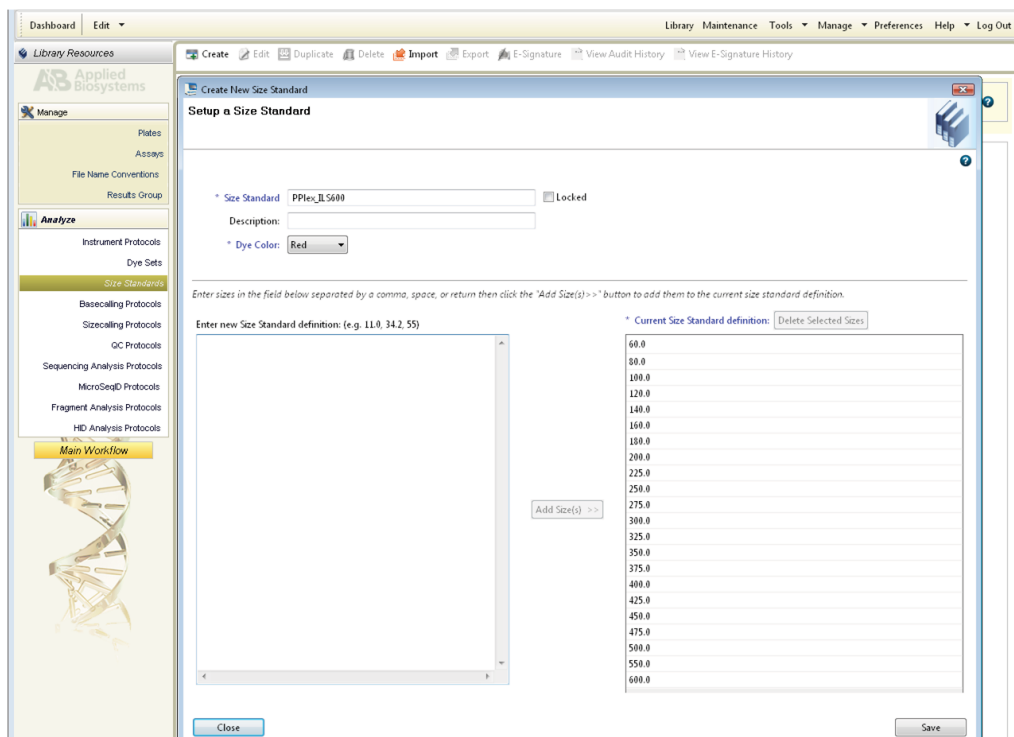 Dashboard Edit Library Maintenance Tools Manage Preferences Help Log Out
Library Resources
Create Edit Duplicate Delete Import Export E-Signature View Audit History View E-Signature History
AB Applied Biosystems
Manage
Plates
Assays
File Name Conventions
Results Group
Analyze
Instrument Protocols
Dye Sets
Size Standards
Basecalling Protocols
Sizecalling Protocols
QC Protocols
Sequencing Analysis Protocols
MicroSeqID Protocols
Fragment Analysis Protocols
HID Analysis Protocols
Main Workflow
Create New Size Standard
Setup a Size Standard
* Size Standard PPlex_ILS600 Locked
Description:
* Dye Color: Red
Enter sizes in the field below separated by a comma, space, or return then click the "Add Size(s)>>" button to add them to the current size standard definition.
Enter new Size Standard definition: (e.g. 11.0, 34.2, 55)
Add Size(s) >>
* Current Size Standard definition: Delete Selected Sizes
60.0
80.0
100.0
120.0
140.0
160.0
180.0
200.0
225.0
250.0
275.0
300.0
325.0
350.0
375.0
400.0
425.0
450.0
475.0
500.0
550.0
600.0
Close Save